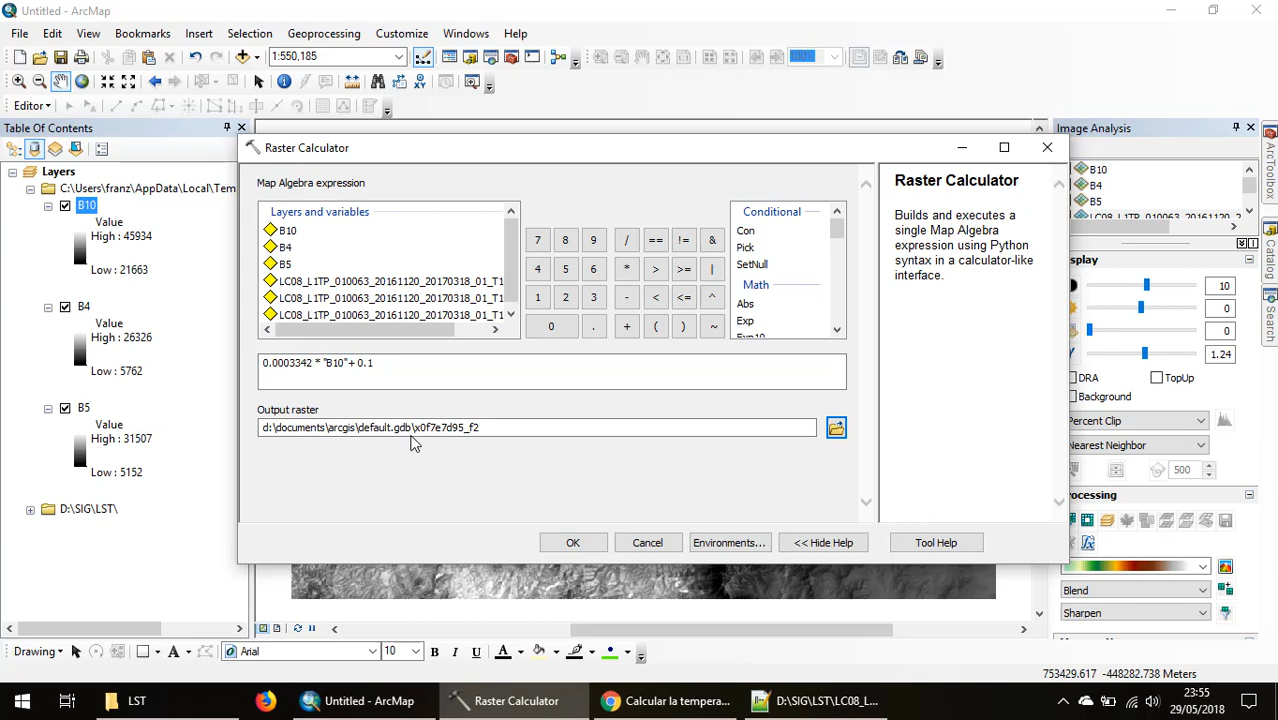 Untitled - ArcMap
File Edit View Bookmarks Insert Selection Geoprocessing Customize Windows Help
1:550,185
100%
Editor
Table Of Contents
Layers
C:\Users\franz\AppData\Local\Tem
B10
Value
High : 45934
Low : 21663
B4
Value
High : 26326
Low : 5762
B5
Value
High : 31507
Low : 5152
D:\SIG\LST\
Raster Calculator
Map Algebra expression
Layers and variables
B10
B4
B5
LC08_L1TP_010063_20161120_20170318_01_T1
LC08_L1TP_010063_20161120_20170318_01_T1
LC08_L1TP_010063_20161120_20170318_01_T1
7 8 9 / == != &
4 5 6 * > >= |
1 2 3 - < <= ^
0 . + ( ) ~
Conditional
Con
Pick
SetNull
Math
Abs
Exp
Exp10
0.0003342 * "B10"+ 0.1
Output raster
d:\documents\arcgis\default.gdb\x0f7e7d95_f2
OK Cancel Environments... << Hide Help Tool Help
Raster Calculator
Builds and executes a
single Map Algebra
expression using Python
syntax in a calculator-like
interface.
Image Analysis
B10
B4
B5
LC08_L1TP_010063_20161120_20170318_01_T1
isplay
10
0
0
1.24
DRA TopUp
Background
Percent Clip
Nearest Neighbor
500
rocessing
Blend
Sharpen
ArcToolbox
Catalog
Search
Drawing
Arial
10
B I U A
753429.617 -448282.738 Meters
LST
Untitled - ArcMap
Raster Calculator
Calcular la tempera...
D:\SIG\LST\LC08_L...
23:55
29/05/2018